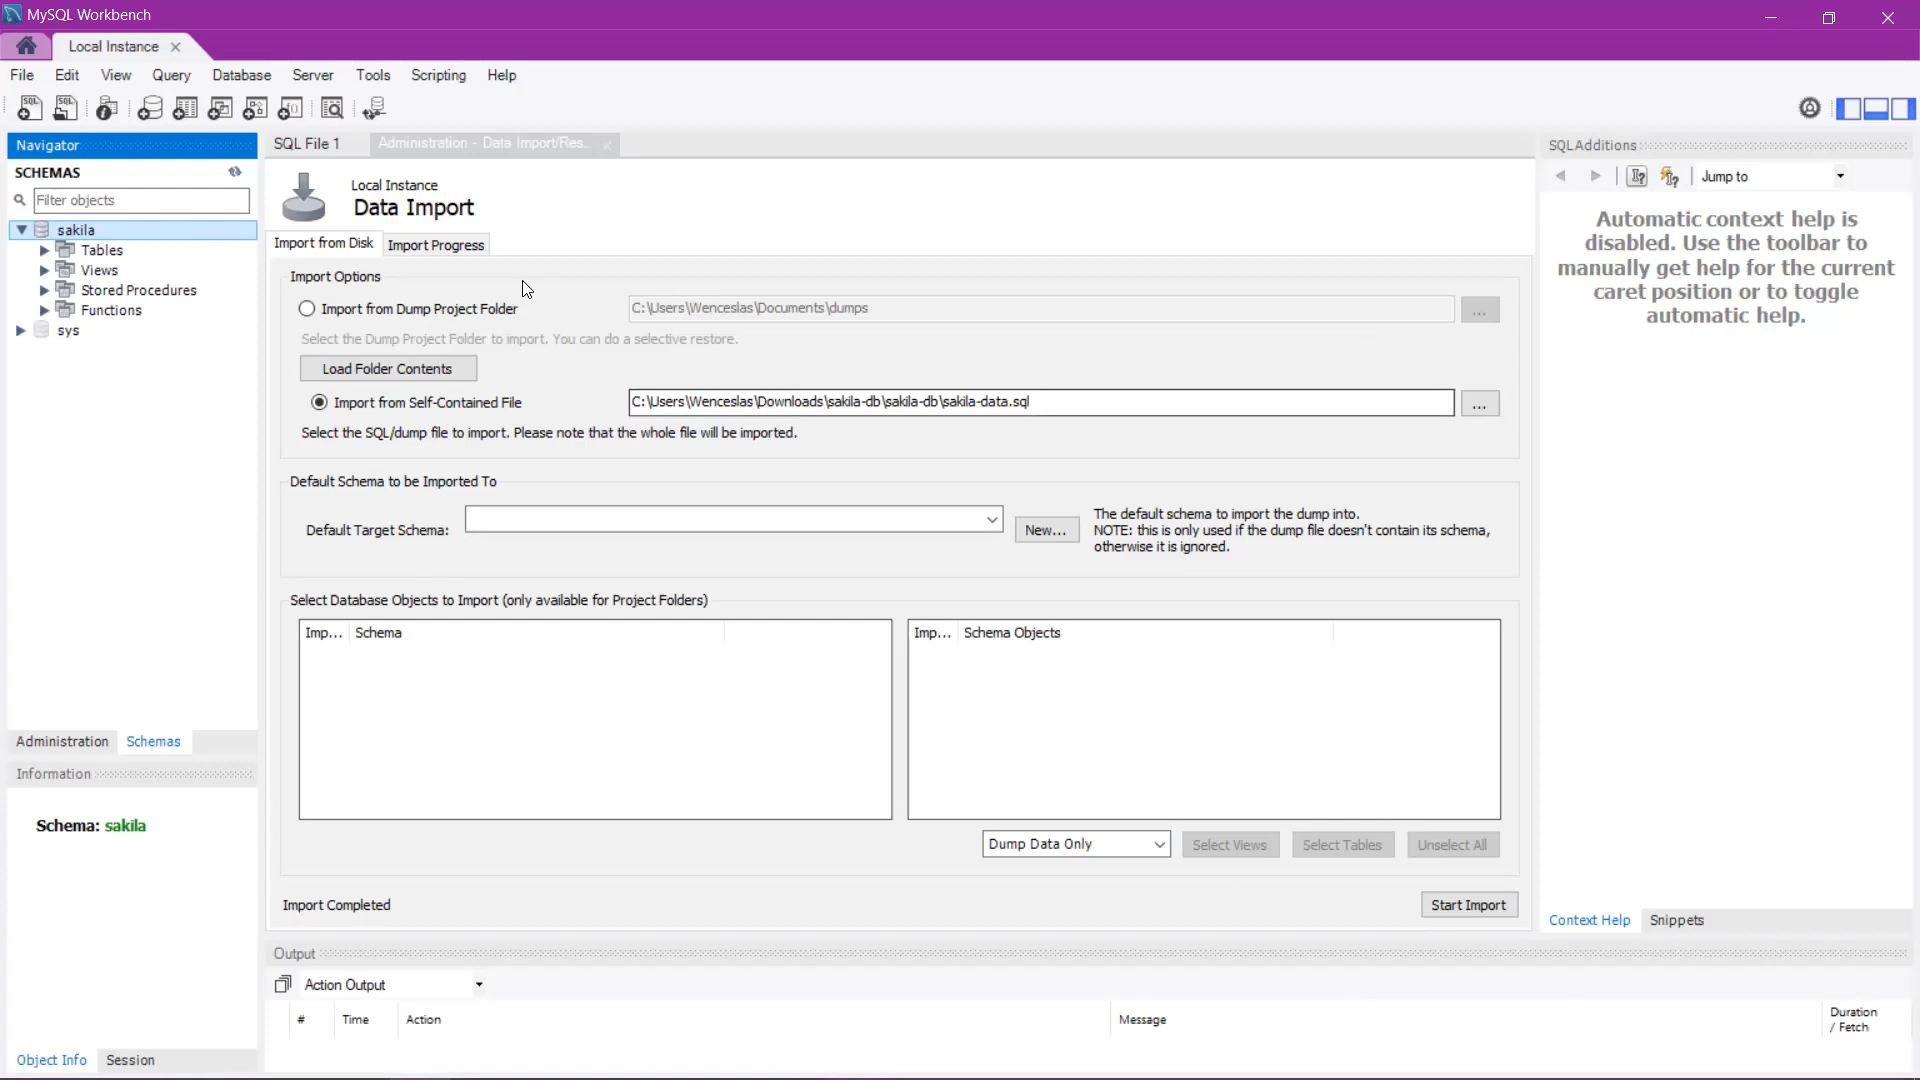 MySQL Workbench
Local Instance
File Edit View Query Database Server Tools Scripting Help
Navigator
SCHEMAS
Filter objects
sakila
Tables
Views
Stored Procedures
Functions
sys
Administration Schemas
Information
Schema: sakila
Object Info Session
SQL File 1 Administration - Data Import/Res...
Local Instance
Data Import
Import from Disk Import Progress
Import Options
Import from Dump Project Folder C:\Users\Wenceslas\Documents\dumps ...
Select the Dump Project Folder to import. You can do a selective restore.
Load Folder Contents
Import from Self-Contained File C:\Users\Wenceslas\Downloads\sakila-db\sakila-db\sakila-data.sql ...
Select the SQL/dump file to import. Please note that the whole file will be imported.
Default Schema to be Imported To
Default Target Schema: New...
The default schema to import the dump into.
NOTE: this is only used if the dump file doesn't contain its schema,
otherwise it is ignored.
Select Database Objects to Import (only available for Project Folders)
Imp... Schema
Imp... Schema Objects
Dump Data Only Select Views Select Tables Unselect All
Import Completed Start Import
Output
Action Output
# Time Action Message Duration
/ Fetch
SQLAdditions
Jump to
Automatic context help is
disabled. Use the toolbar to
manually get help for the current
caret position or to toggle
automatic help.
Context Help Snippets